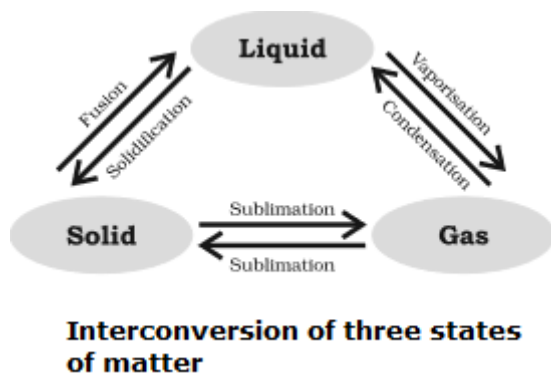 Liquid
Fusion
Solidification
Vaporisation
Condensation
Solid
Sublimation
Sublimation
Gas
Interconversion of three states
of matter